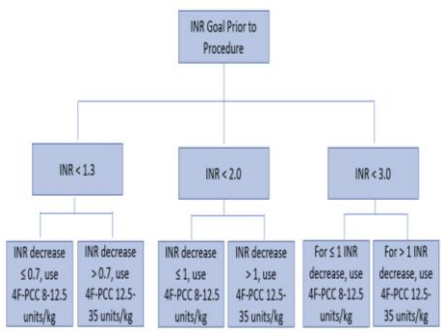 INR Goal Prior to
Procedure
INR < 1.3
INR < 2.0
INR < 3.0
INR decrease
≤ 0.7, use
4F-PCC 8-12.5
units/kg
INR decrease
> 0.7, use
4F-PCC 12.5-
35 units/kg
INR decrease
≤ 1, use
4F-PCC 8-12.5
units/kg
INR decrease
> 1, use
4F-PCC 12.5-
35 units/kg
For ≤ 1 INR
decrease, use
4F-PCC 8-12.5
units/kg
For > 1 INR
decrease, use
4F-PCC 12.5-
35 units/kg